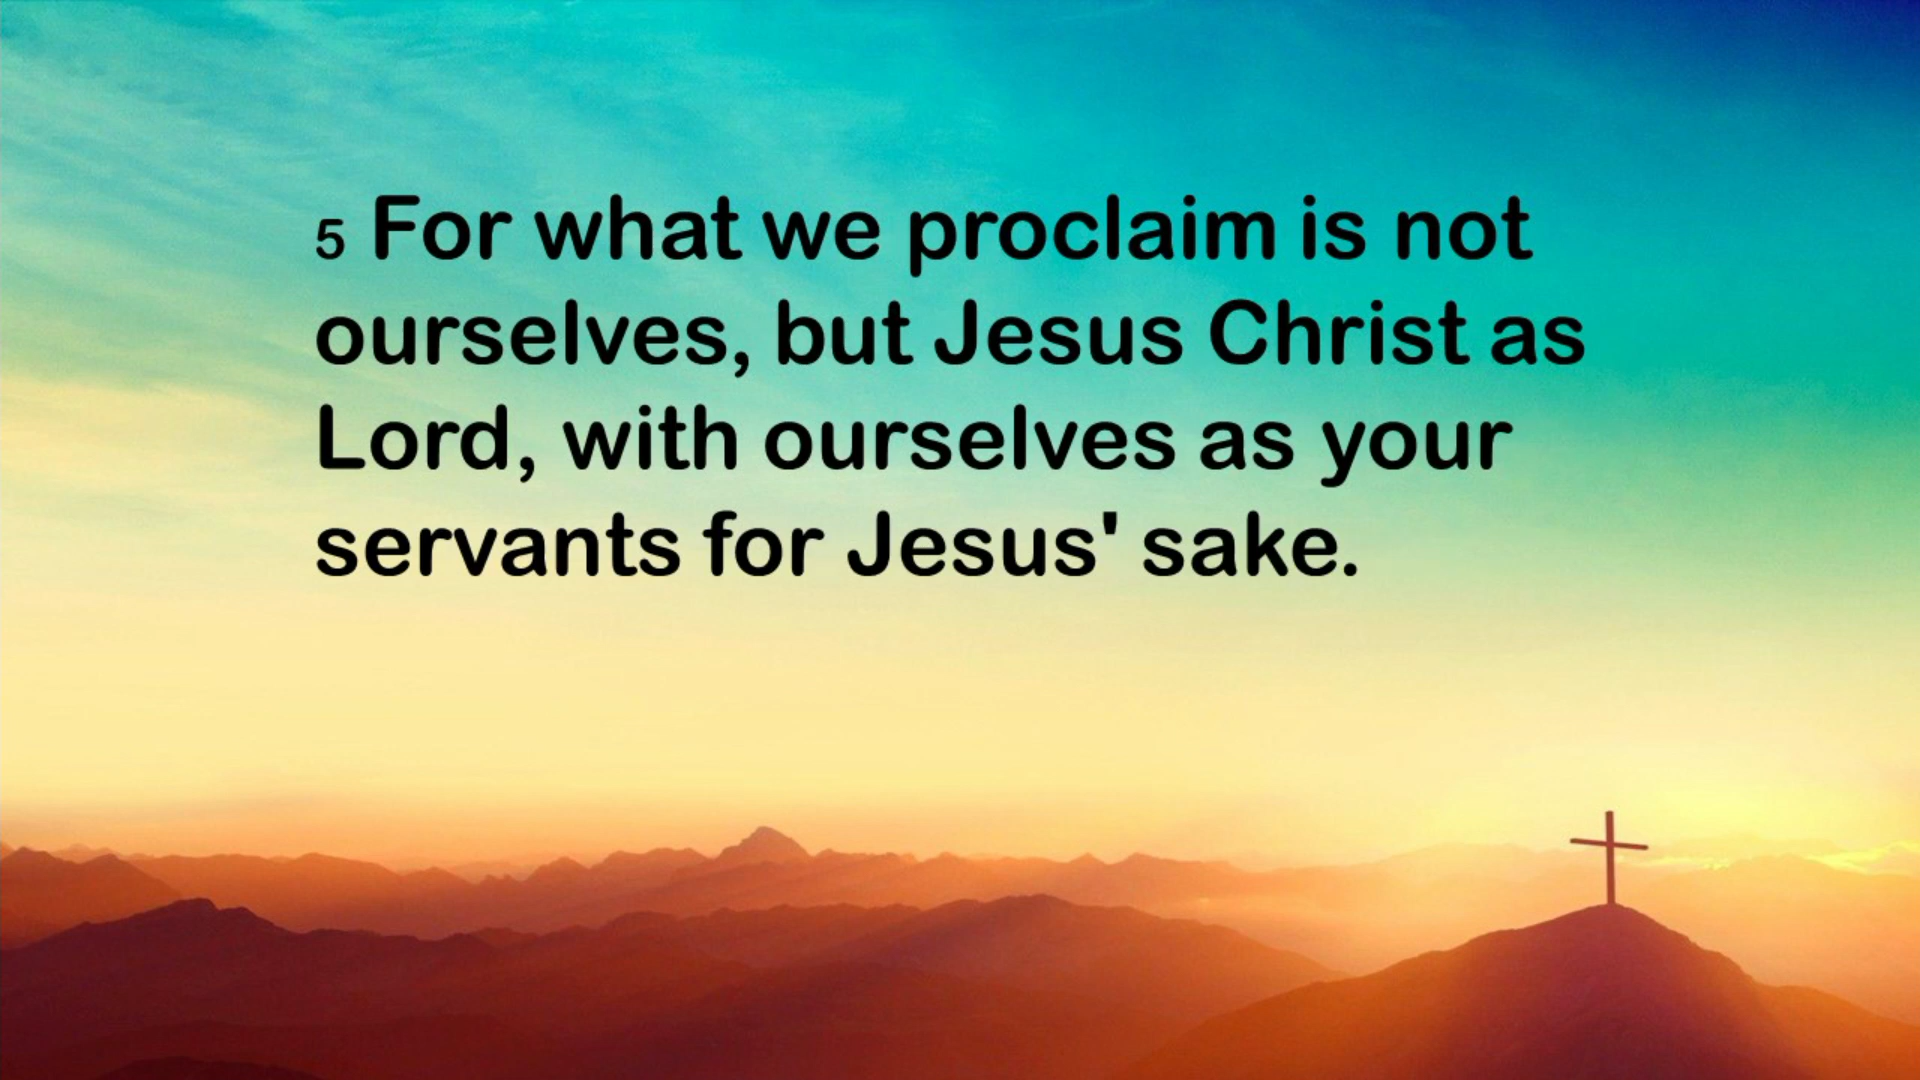 5 For what we proclaim is not
ourselves, but Jesus Christ as
Lord, with ourselves as your
servants for Jesus' sake.